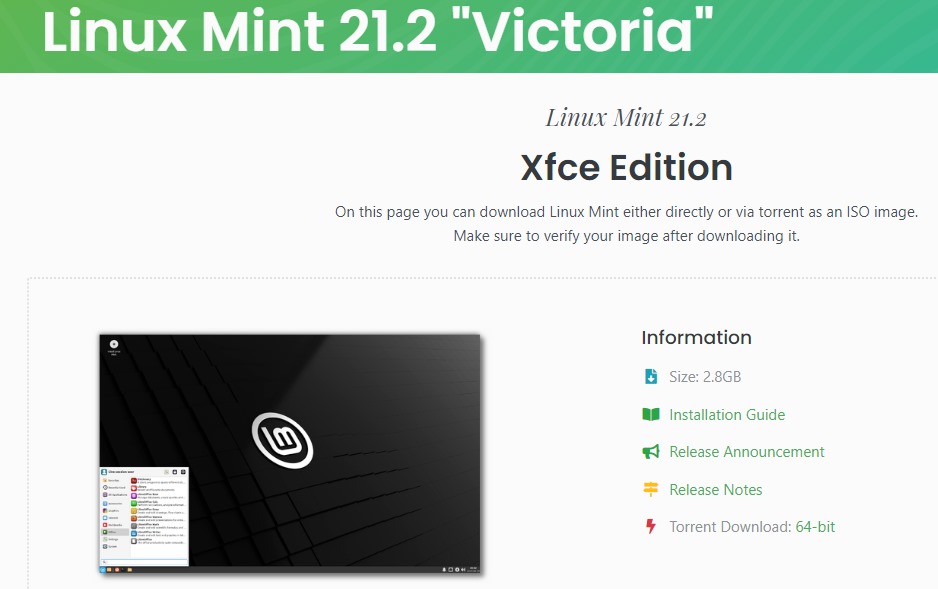 Linux Mint 21.2 "Victoria"
Linux Mint 21.2
Xfce Edition
On this page you can download Linux Mint either directly or via torrent as an ISO image.
Make sure to verify your image after downloading it.
Information
Size: 2.8GB
Installation Guide
Release Announcement
Release Notes
Torrent Download: 64-bit